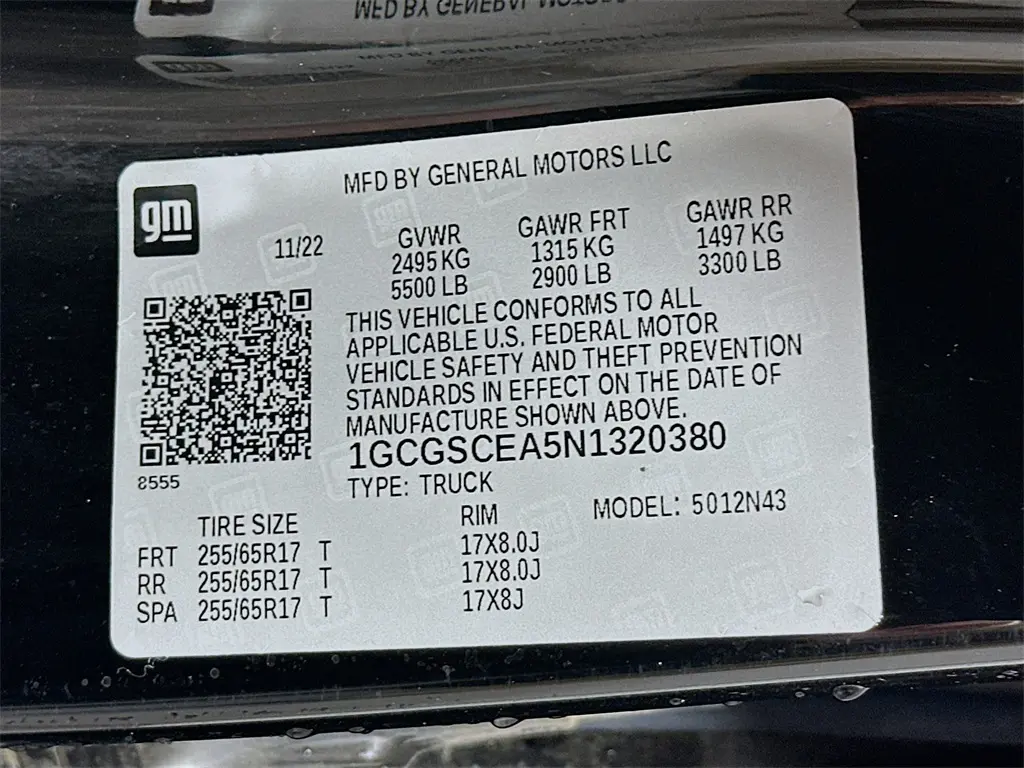 MFD BY GENERAL MOTORS LLC
gm
11/22
GVWR GAWR FRT GAWR RR
2495 KG 1315 KG 1497 KG
5500 LB 2900 LB 3300 LB
THIS VEHICLE CONFORMS TO ALL
APPLICABLE U.S. FEDERAL MOTOR
VEHICLE SAFETY AND THEFT PREVENTION
STANDARDS IN EFFECT ON THE DATE OF
MANUFACTURE SHOWN ABOVE.
1GCGSCEA5N1320380
8555
TYPE: TRUCK
TIRE SIZE RIM MODEL: 5012N43
FRT 255/65R17 T 17X8.0J
RR 255/65R17 T 17X8.0J
SPA 255/65R17 T 17X8J